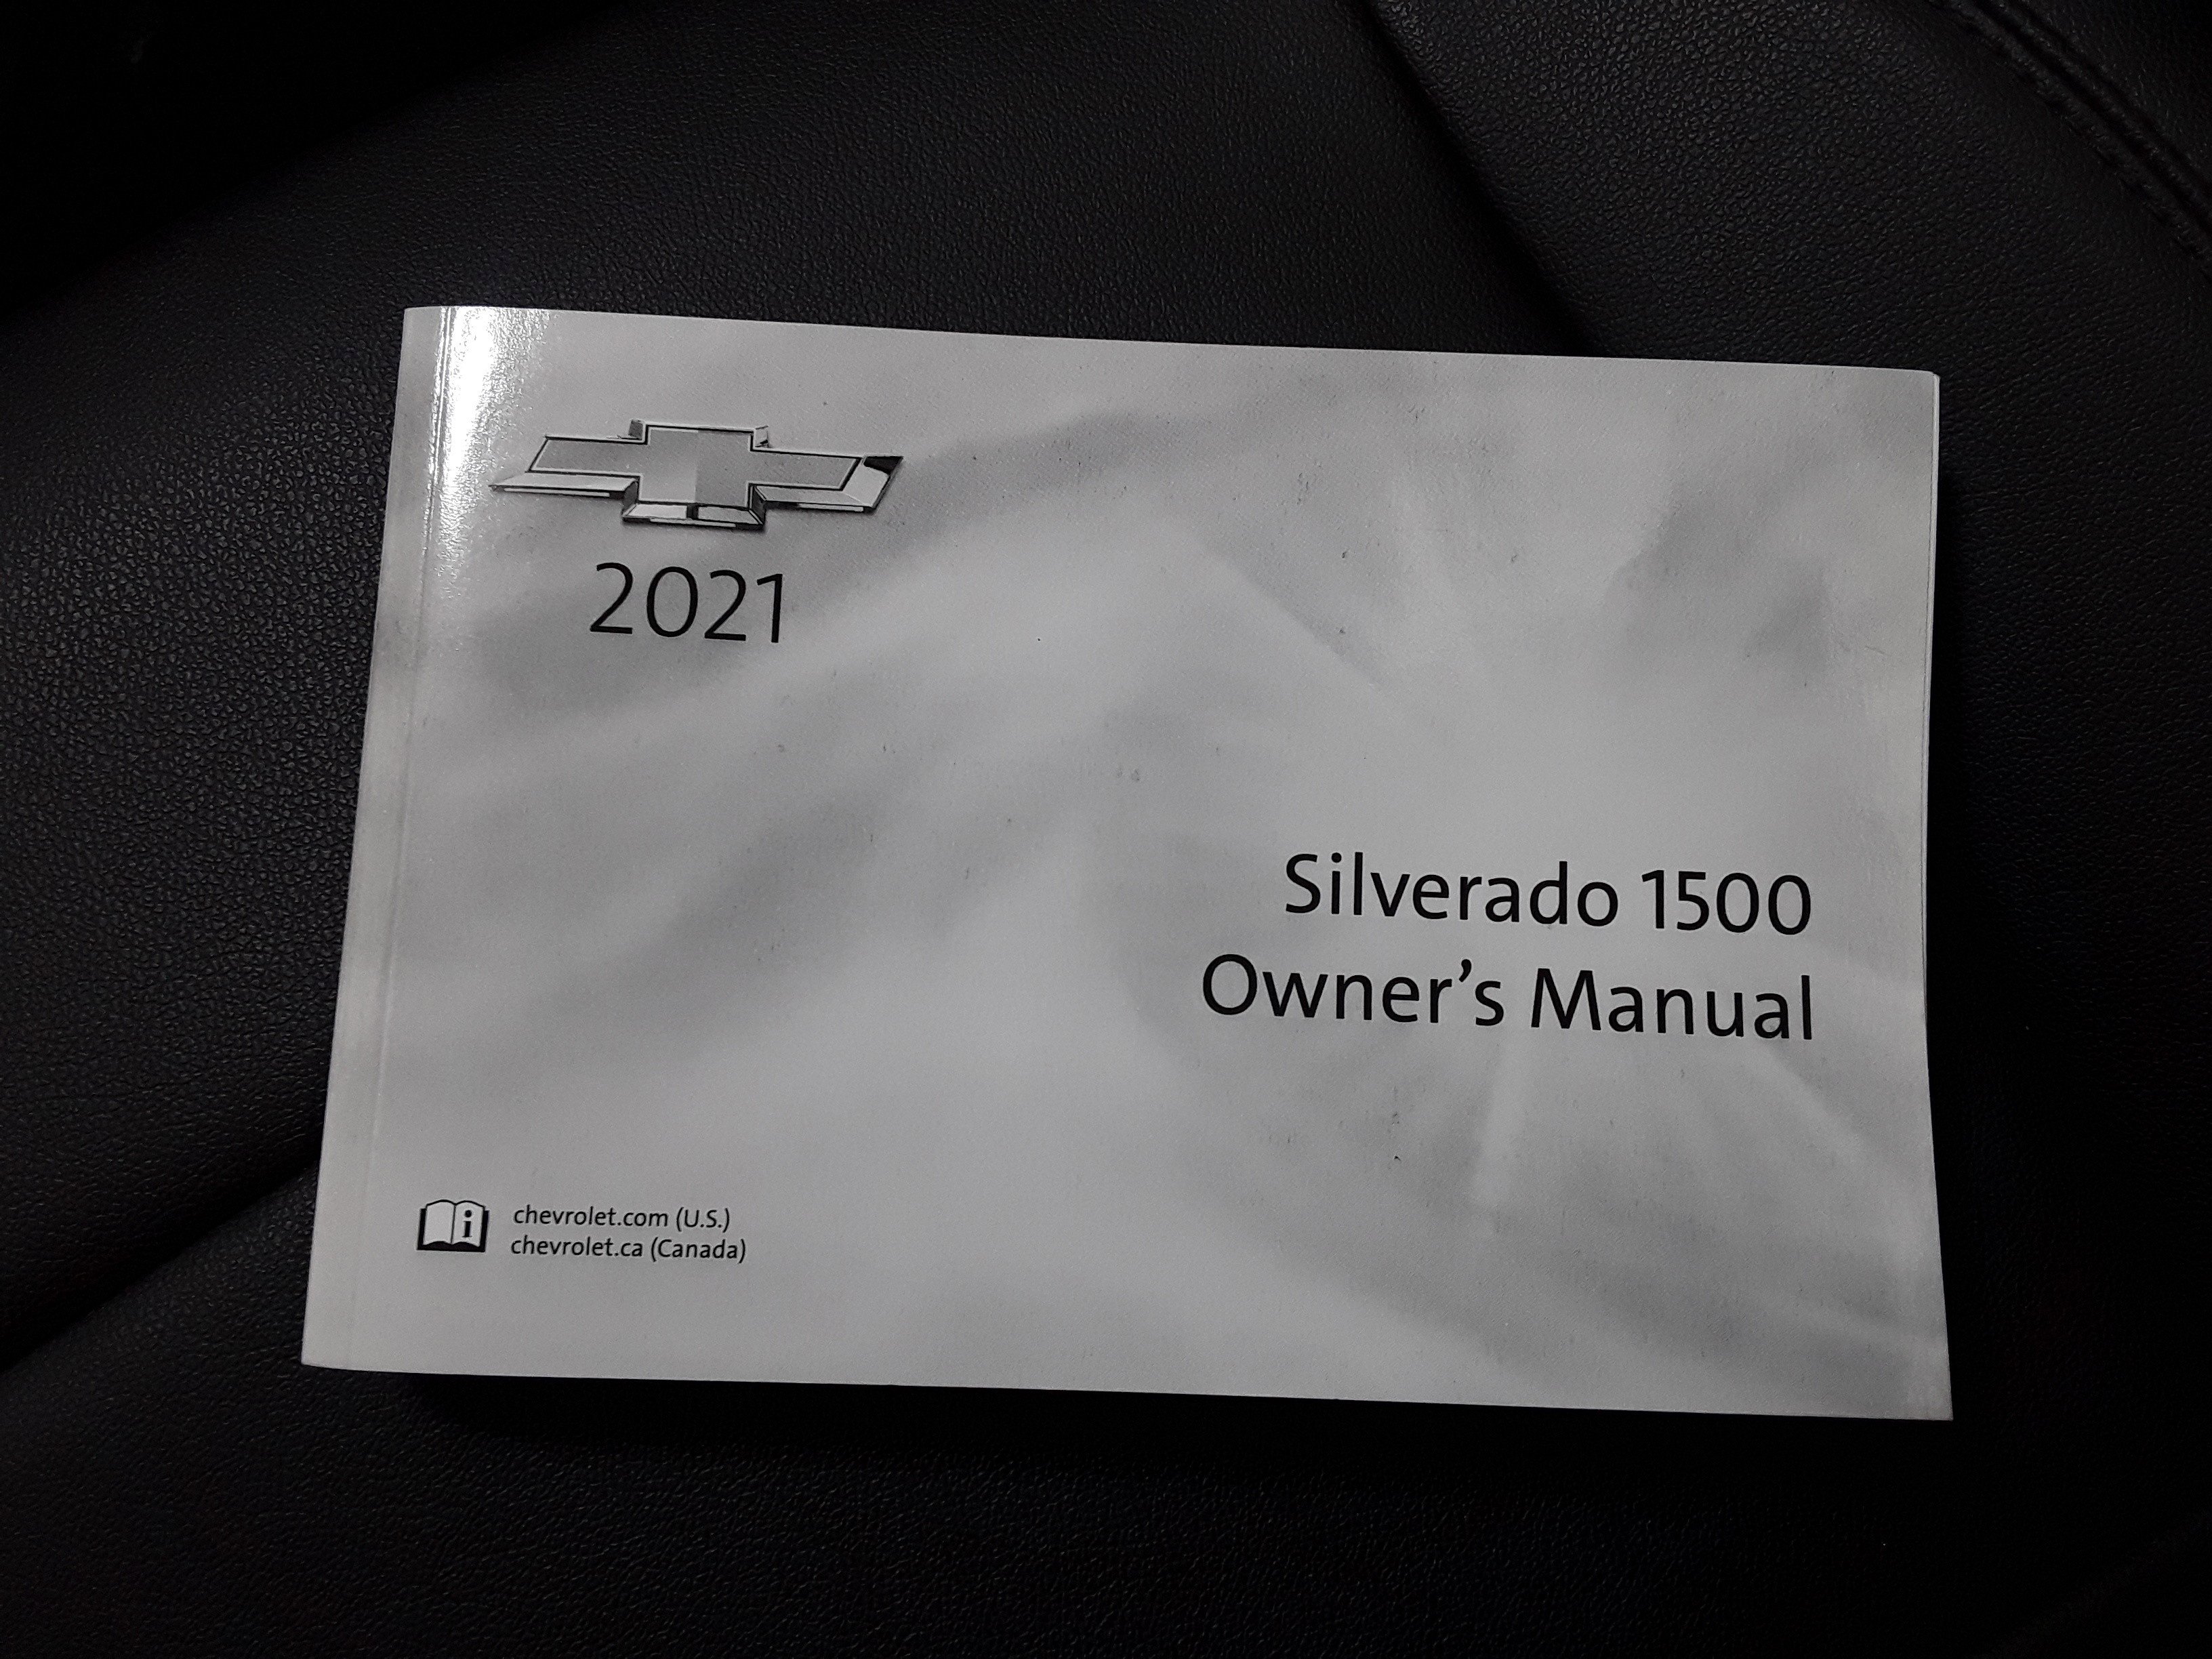 2021
Silverado 1500
Owner’s Manual
i
chevrolet.com (U.S.)
chevrolet.ca (Canada)